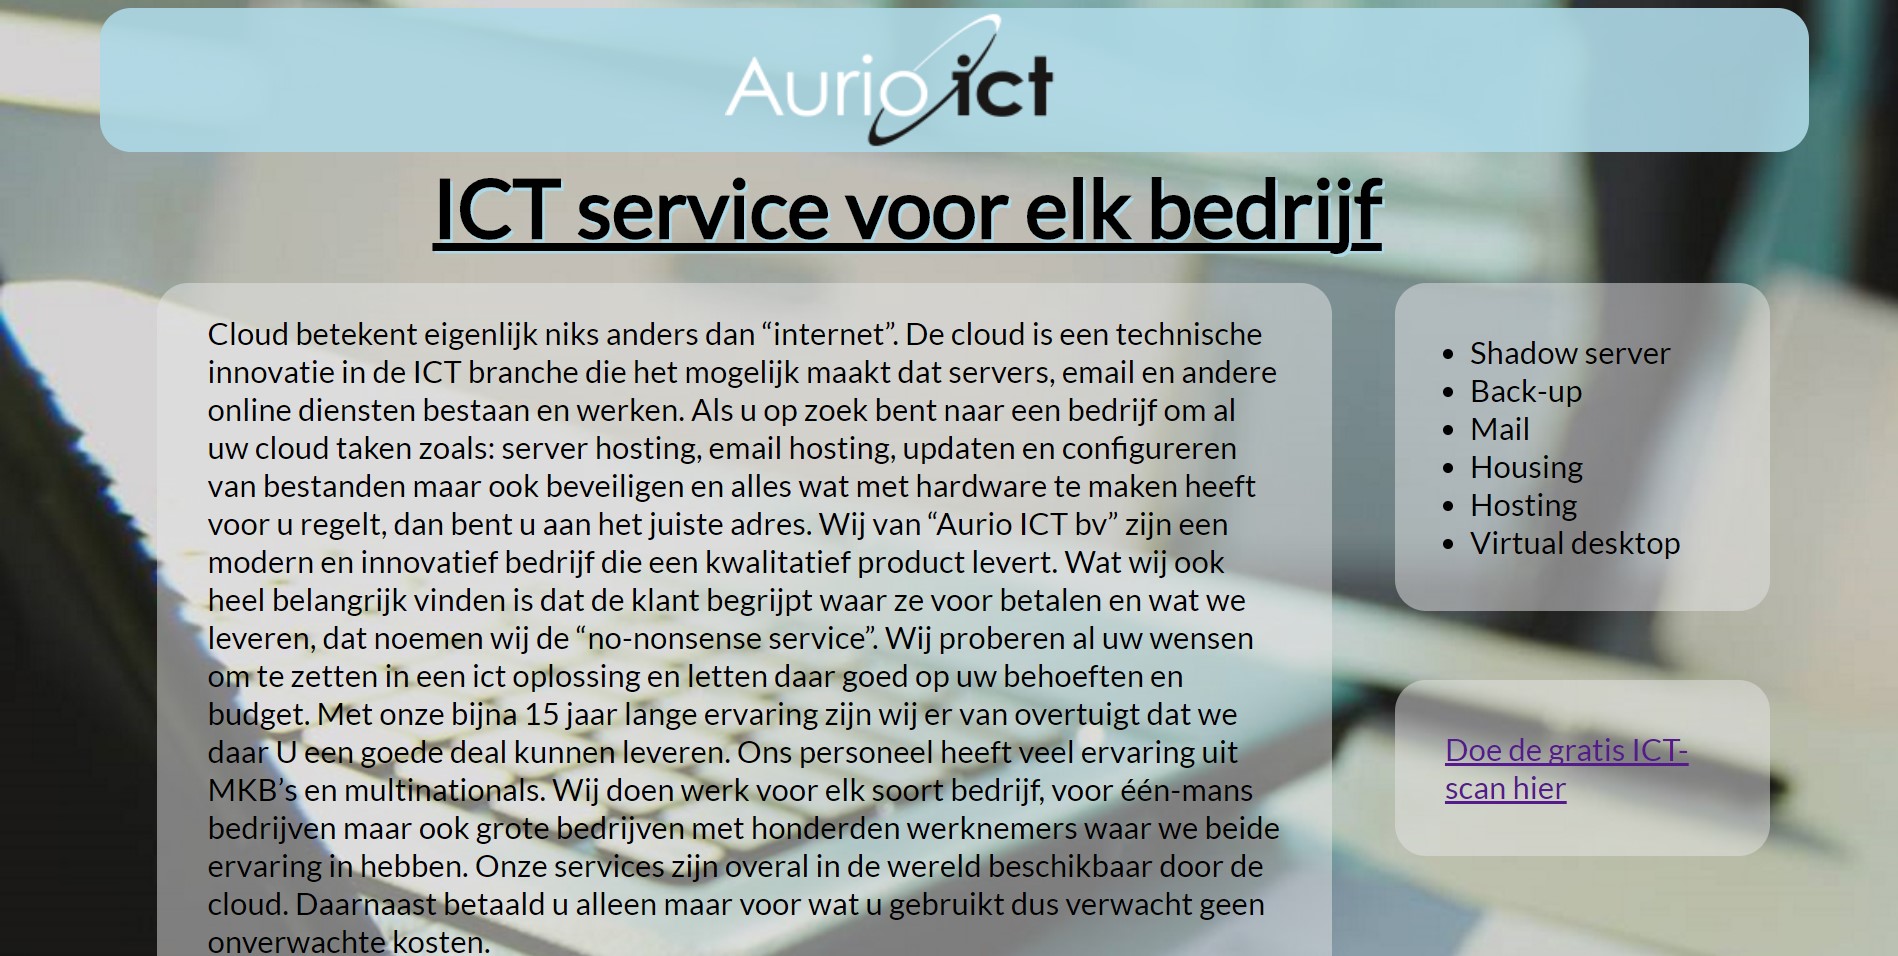 Aurio ict
ICT service voor elk bedrijf
Cloud betekent eigenlijk niks anders dan “internet”. De cloud is een technische
innovatie in de ICT branche die het mogelijk maakt dat servers, email en andere
online diensten bestaan en werken. Als u op zoek bent naar een bedrijf om al
uw cloud taken zoals: server hosting, email hosting, updaten en configureren
van bestanden maar ook beveiligen en alles wat met hardware te maken heeft
voor u regelt, dan bent u aan het juiste adres. Wij van “Aurio ICT bv” zijn een
modern en innovatief bedrijf die een kwalitatief product levert. Wat wij ook
heel belangrijk vinden is dat de klant begrijpt waar ze voor betalen en wat we
leveren, dat noemen wij de “no-nonsense service”. Wij proberen al uw wensen
om te zetten in een ict oplossing en letten daar goed op uw behoeften en
budget. Met onze bijna 15 jaar lange ervaring zijn wij er van overtuigt dat we
daar U een goede deal kunnen leveren. Ons personeel heeft veel ervaring uit
MKB’s en multinationals. Wij doen werk voor elk soort bedrijf, voor één-mans
bedrijven maar ook grote bedrijven met honderden werknemers waar we beide
ervaring in hebben. Onze services zijn overal in de wereld beschikbaar door de
cloud. Daarnaast betaald u alleen maar voor wat u gebruikt dus verwacht geen
onverwachte kosten.
• Shadow server
• Back-up
• Mail
• Housing
• Hosting
• Virtual desktop
Doe de gratis ICT-
scan hier